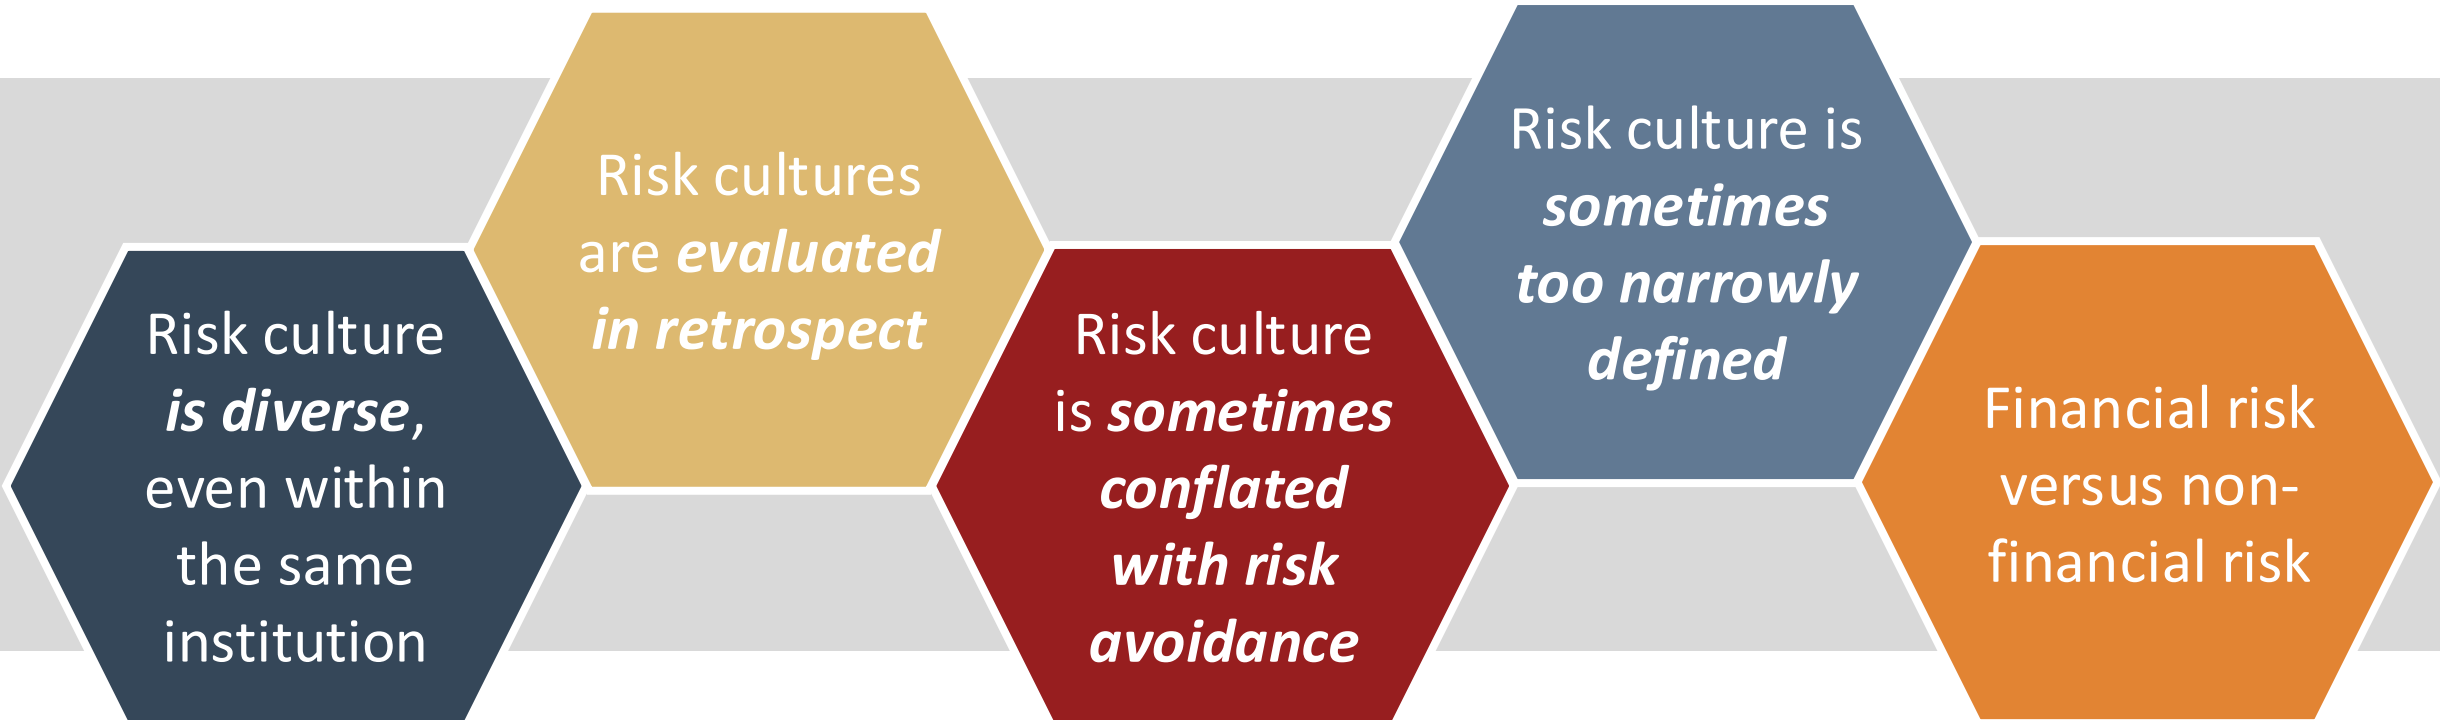 Risk culture
is diverse,
even within
the same
institution
Risk cultures
are evaluated
in retrospect
Risk culture
is sometimes
conflated
with risk
avoidance
Risk culture is
sometimes
too narrowly
defined
Financial risk
versus non-
financial risk